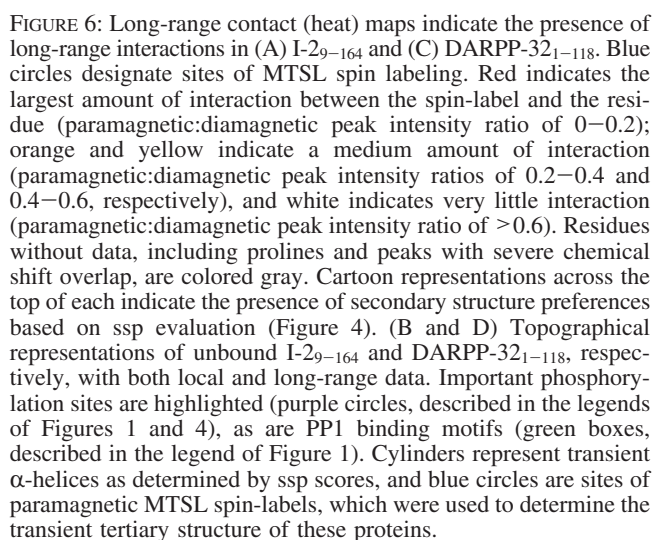 FIGURE 6: Long-range contact (heat) maps indicate the presence of
long-range interactions in (A) I-2₉₋₁₆₄ and (C) DARPP-32₁₋₁₁₈. Blue
circles designate sites of MTSL spin labeling. Red indicates the
largest amount of interaction between the spin-label and the resi-
due (paramagnetic:diamagnetic peak intensity ratio of 0−0.2);
orange and yellow indicate a medium amount of interaction
(paramagnetic:diamagnetic peak intensity ratios of 0.2−0.4 and
0.4−0.6, respectively), and white indicates very little interaction
(paramagnetic:diamagnetic peak intensity ratio of >0.6). Residues
without data, including prolines and peaks with severe chemical
shift overlap, are colored gray. Cartoon representations across the
top of each indicate the presence of secondary structure preferences
based on ssp evaluation (Figure 4). (B and D) Topographical
representations of unbound I-2₉₋₁₆₄ and DARPP-32₁₋₁₁₈, respec-
tively, with both local and long-range data. Important phosphory-
lation sites are highlighted (purple circles, described in the legends
of Figures 1 and 4), as are PP1 binding motifs (green boxes,
described in the legend of Figure 1). Cylinders represent transient
α-helices as determined by ssp scores, and blue circles are sites of
paramagnetic MTSL spin-labels, which were used to determine the
transient tertiary structure of these proteins.